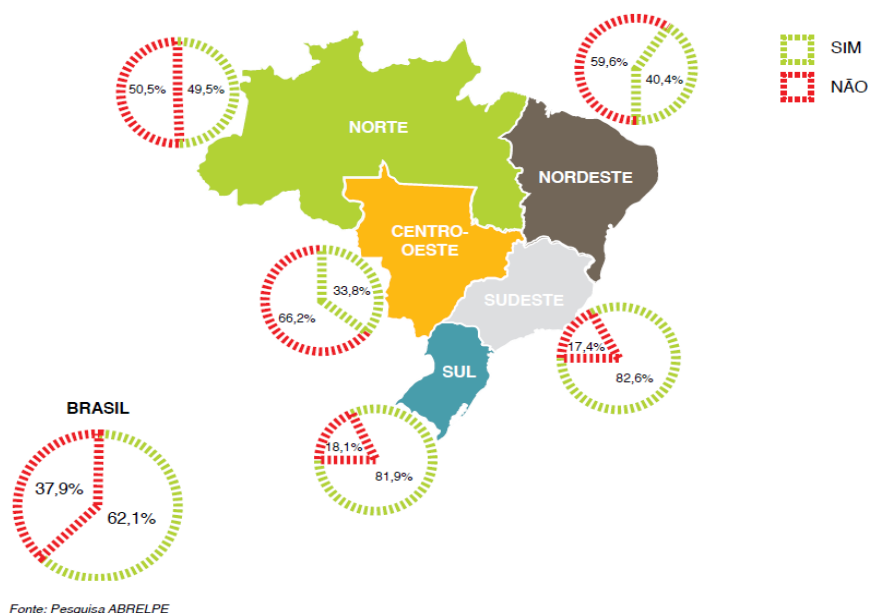 SIM
NÃO
50,5%
49,5%
59,6%
40,4%
NORTE
NORDESTE
CENTRO-
OESTE
33,8%
66,2%
SUDESTE
17,4%
82,6%
SUL
18,1%
81,9%
BRASIL
37,9%
62,1%
Fonte: Pesquisa ABRELPE